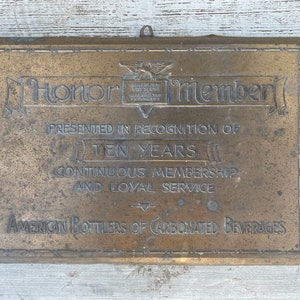 Honor Member
PRESENTED IN RECOGNITION OF
TEN YEARS
CONTINUOUS MEMBERSHIP
AND LOYAL SERVICE
AMERICAN BOTTLERS OF CARBONATED BEVERAGES